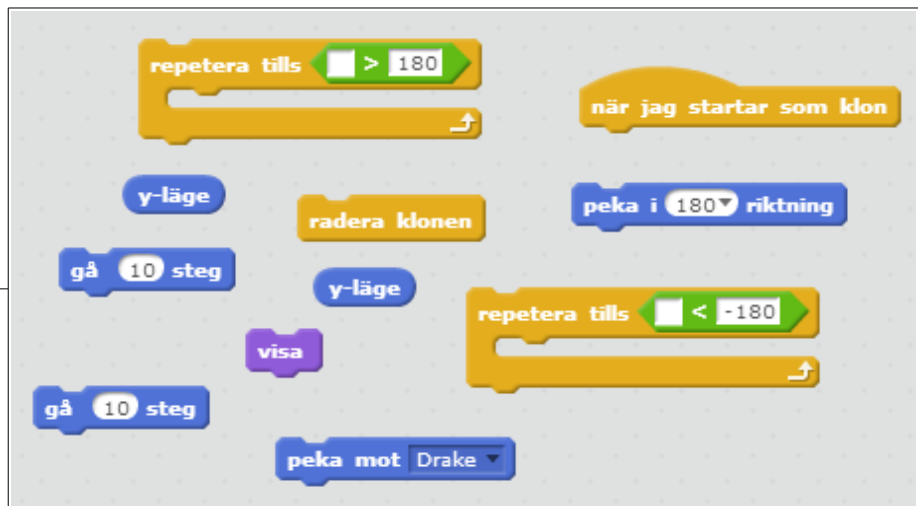 repetera tills > 180
när jag startar som klon
y-läge
radera klonen
peka i 180 riktning
gå 10 steg
y-läge
repetera tills < -180
visa
gå 10 steg
peka mot Drake